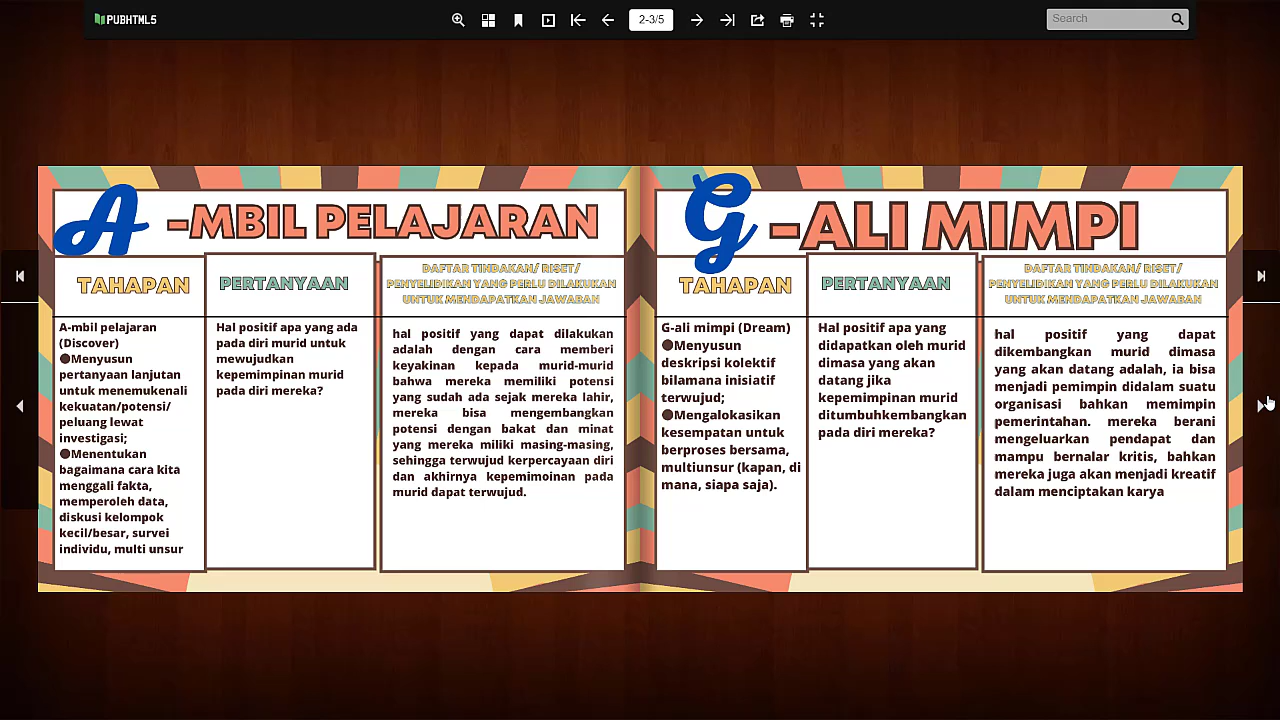 PUBHTML5
2-3/5
Search
A -MBIL PELAJARAN
TAHAPAN
PERTANYAAN
DAFTAR TINDAKAN/ RISET/
PENYELIDIKAN YANG PERLU DILAKUKAN
UNTUK MENDAPATKAN JAWABAN
A-mbil pelajaran
(Discover)
●Menyusun
pertanyaan lanjutan
untuk menemukenali
kekuatan/potensi/
peluang lewat
investigasi;
●Menentukan
bagaimana cara kita
menggali fakta,
memperoleh data,
diskusi kelompok
kecil/besar, survei
individu, multi unsur
Hal positif apa yang ada
pada diri murid untuk
mewujudkan
kepemimpinan murid
pada diri mereka?
hal positif yang dapat dilakukan
adalah dengan cara memberi
keyakinan kepada murid-murid
bahwa mereka memiliki potensi
yang sudah ada sejak mereka lahir,
mereka bisa mengembangkan
potensi dengan bakat dan minat
yang mereka miliki masing-masing,
sehingga terwujud kerpercayaan diri
dan akhirnya kepemimoinan pada
murid dapat terwujud.
G -ALI MIMPI
TAHAPAN
PERTANYAAN
DAFTAR TINDAKAN/ RISET/
PENYELIDIKAN YANG PERLU DILAKUKAN
UNTUK MENDAPATKAN JAWABAN
G-ali mimpi (Dream)
●Menyusun
deskripsi kolektif
bilamana inisiatif
terwujud;
●Mengalokasikan
kesempatan untuk
berproses bersama,
multiunsur (kapan, di
mana, siapa saja).
Hal positif apa yang
didapatkan oleh murid
dimasa yang akan
datang jika
kepemimpinan murid
ditumbuhkembangkan
pada diri mereka?
hal positif yang dapat
dikembangkan murid dimasa
yang akan datang adalah, ia bisa
menjadi pemimpin didalam suatu
organisasi bahkan memimpin
pemerintahan. mereka berani
mengeluarkan pendapat dan
mampu bernalar kritis, bahkan
mereka juga akan menjadi kreatif
dalam menciptakan karya